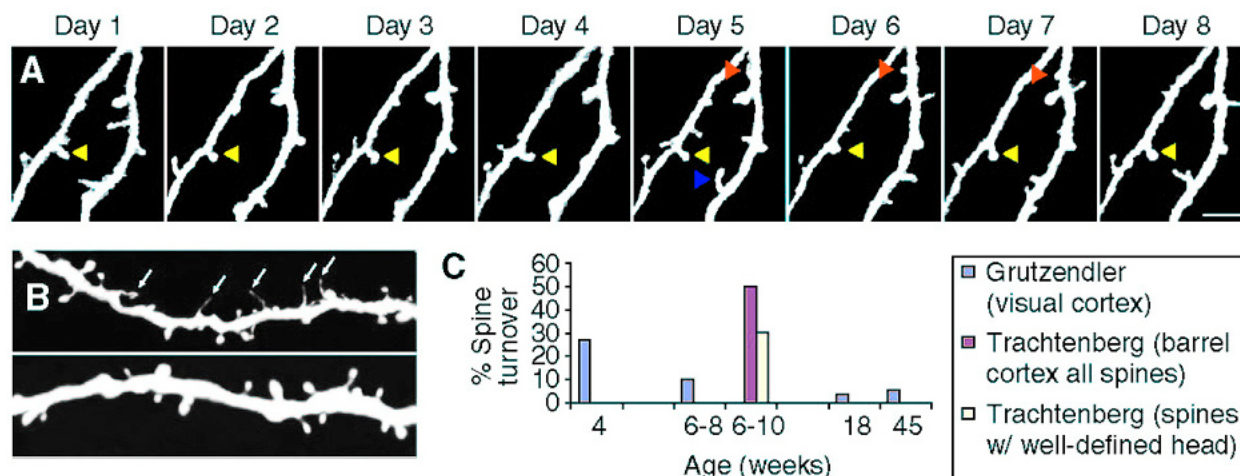 Day 1 Day 2 Day 3 Day 4 Day 5 Day 6 Day 7 Day 8
A
B
C
60
50
40
30
20
10
0
% Spine
turnover
4 6-8 6-10 18 45
Age (weeks)
Grutzendler
(visual cortex)
Trachtenberg (barrel
cortex all spines)
Trachtenberg (spines
w/ well-defined head)